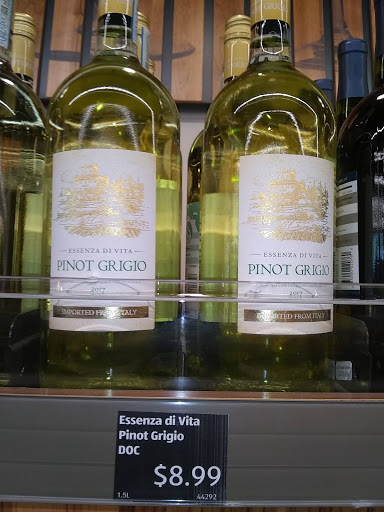 ESSENZA DI VITA
PINOT GRIGIO
2017
IMPORTED FROM ITALY
ESSENZA DI VITA
PINOT GRIGIO
2017
IMPORTED FROM ITALY
Essenza di Vita
Pinot Grigio
DOC
$8.99
1.5L
44292